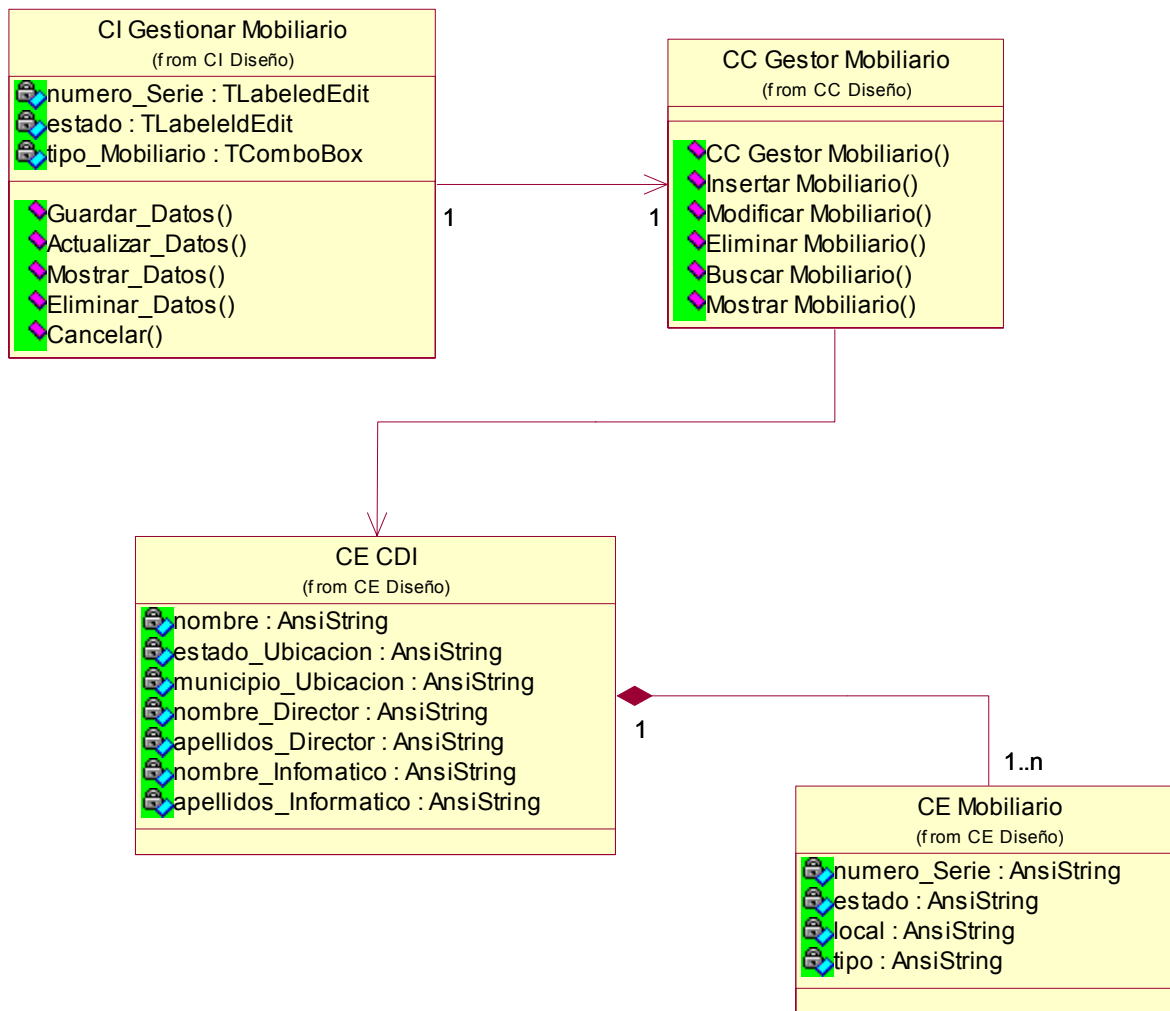 CI Gestionar Mobiliario
(from CI Diseño)
numero_Serie : TLabeledEdit
estado : TLabeleldEdit
tipo_Mobiliario : TComboBox
Guardar_Datos()
Actualizar_Datos()
Mostrar_Datos()
Eliminar_Datos()
Cancelar()
1
1
CC Gestor Mobiliario
(from CC Diseño)
CC Gestor Mobiliario()
Insertar Mobiliario()
Modificar Mobiliario()
Eliminar Mobiliario()
Buscar Mobiliario()
Mostrar Mobiliario()
CE CDI
(from CE Diseño)
nombre : AnsiString
estado_Ubicacion : AnsiString
municipio_Ubicacion : AnsiString
nombre_Director : AnsiString
apellidos_Director : AnsiString
nombre_Infomatico : AnsiString
apellidos_Informatico : AnsiString
1
1..n
CE Mobiliario
(from CE Diseño)
numero_Serie : AnsiString
estado : AnsiString
local : AnsiString
tipo : AnsiString